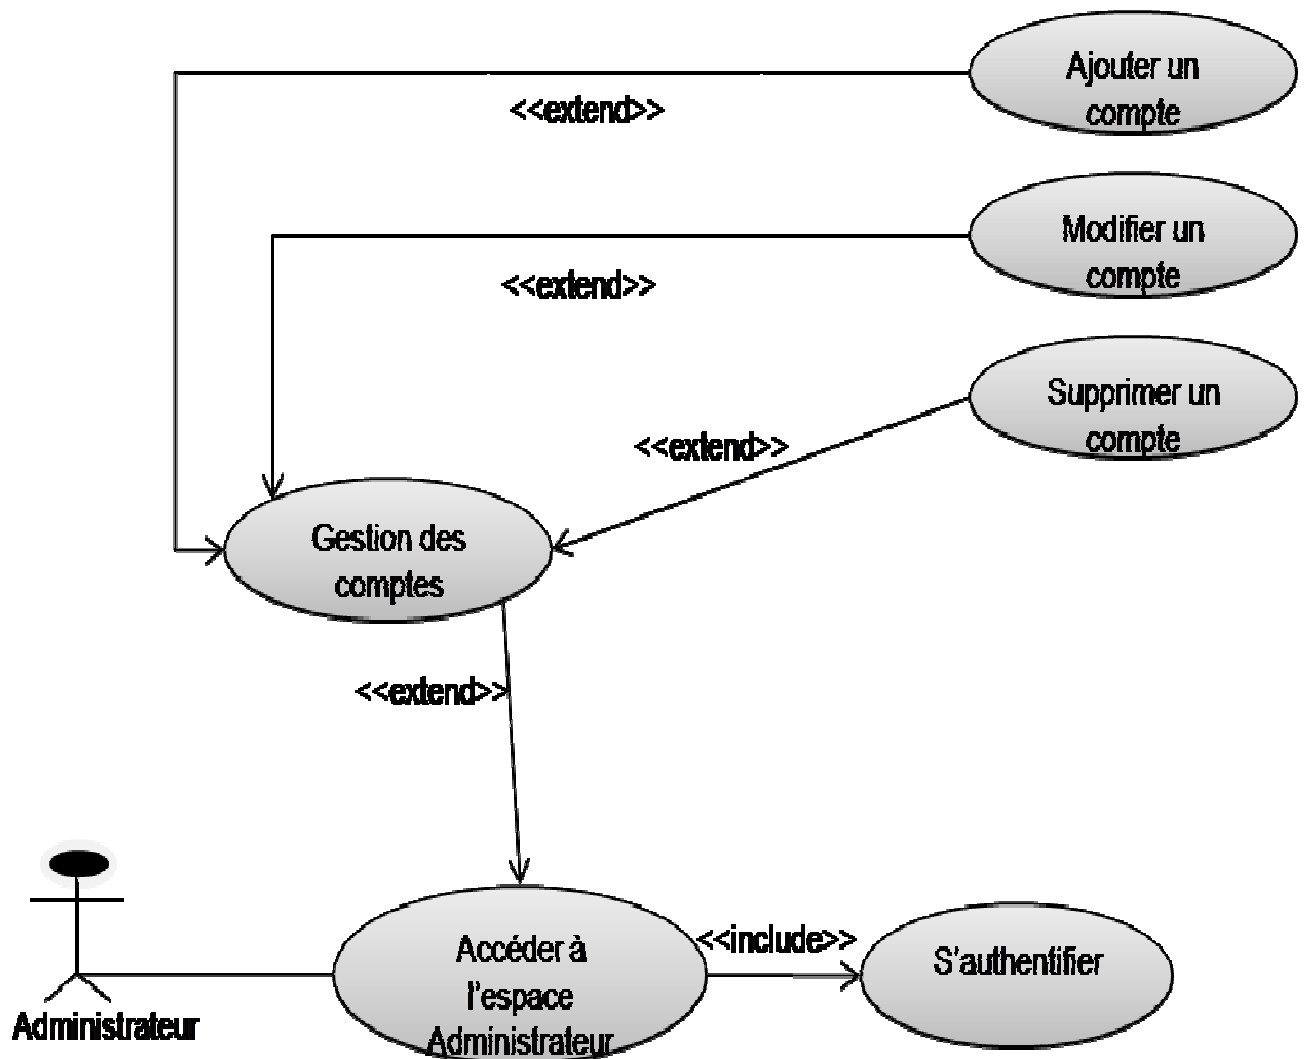 Ajouter un
compte
<<extend>>
Modifier un
compte
<<extend>>
Supprimer un
compte
<<extend>>
Gestion des
comptes
<<extend>>
Accéder à
l'espace
Administrateur
<<include>>
S'authentifier
Administrateur